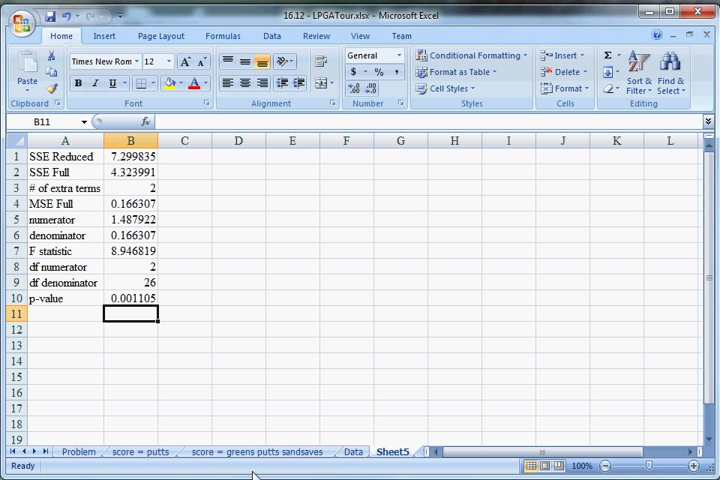 16.12 - LPGATour.xlsx - Microsoft Excel
Home Insert Page Layout Formulas Data Review View Team
Paste
Clipboard
Times New Rom 12 A A
B I U A
Font
Alignment
General
$ % ,
.0 .00 .00 .0
Number
Conditional Formatting
Format as Table
Cell Styles
Styles
Insert
Delete
Format
Cells
Σ
Sort & Filter
Find & Select
Editing
B11 fx
A B C D E F G H I J K L
1 SSE Reduced 7.299835
2 SSE Full 4.323991
3 # of extra terms 2
4 MSE Full 0.166307
5 numerator 1.487922
6 denominator 0.166307
7 F statistic 8.946819
8 df numerator 2
9 df denominator 26
10 p-value 0.001105
11
12
13
14
15
16
17
18
19
Problem score = putts score = greens putts sandsaves Data Sheet5
Ready 100%